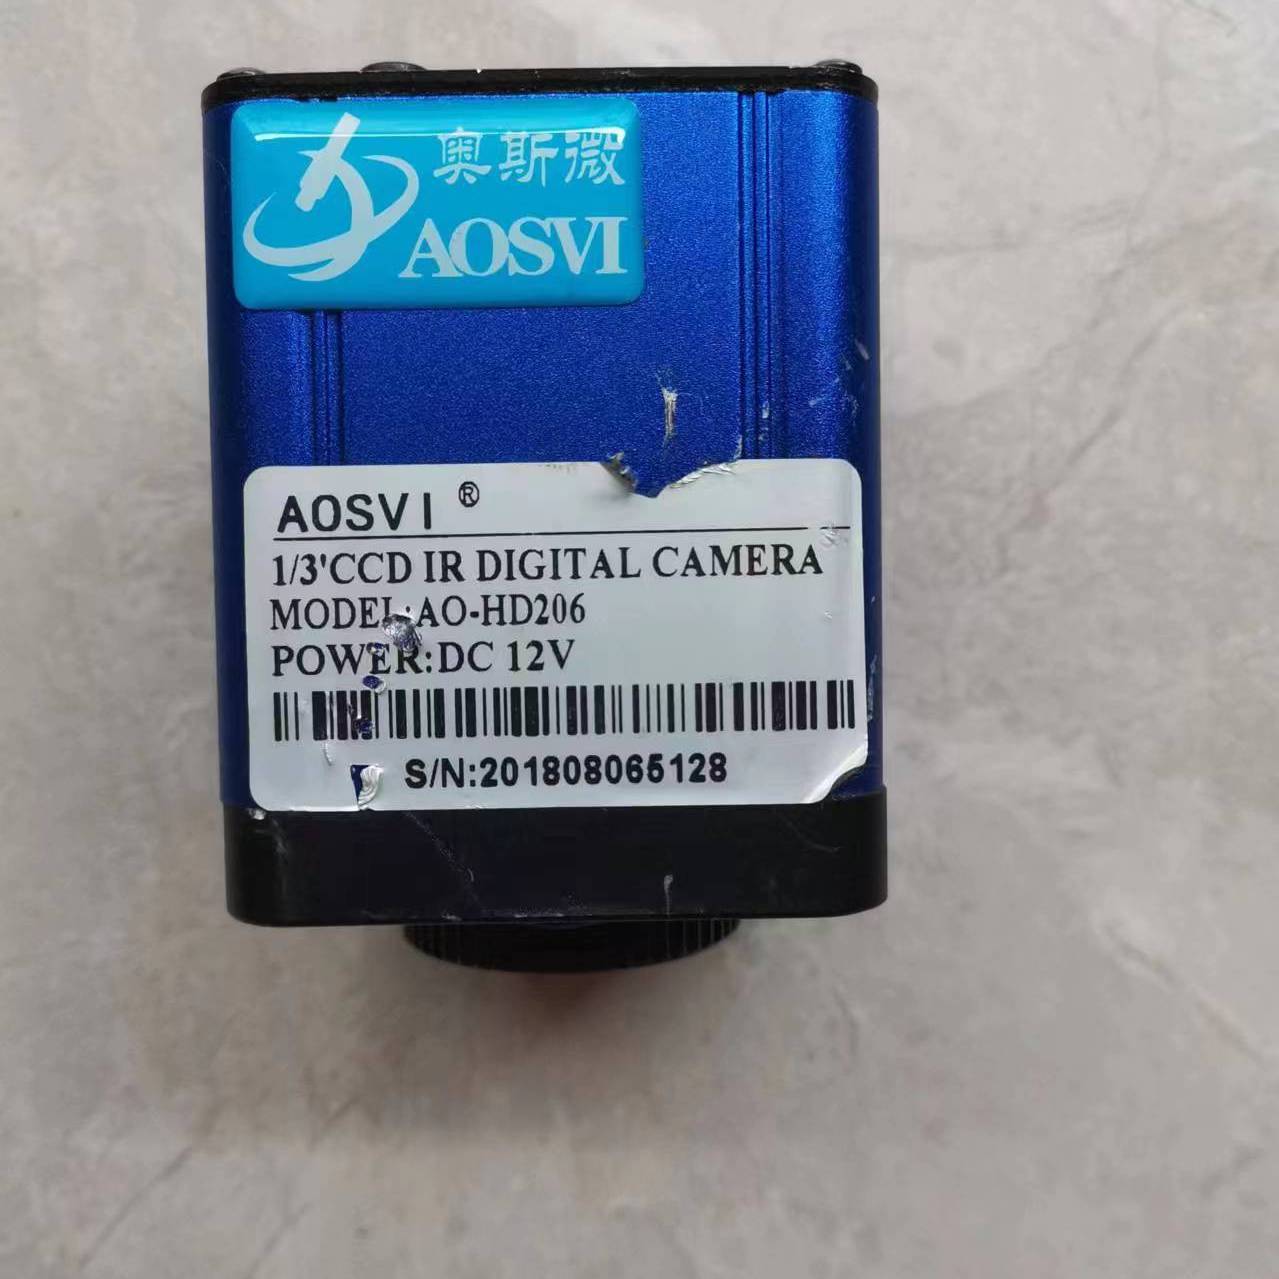 奥斯微
AOSVI
AOSVI ®
1/3'CCD IR DIGITAL CAMERA
MODEL:AO-HD206
POWER:DC 12V
S/N:201808065128